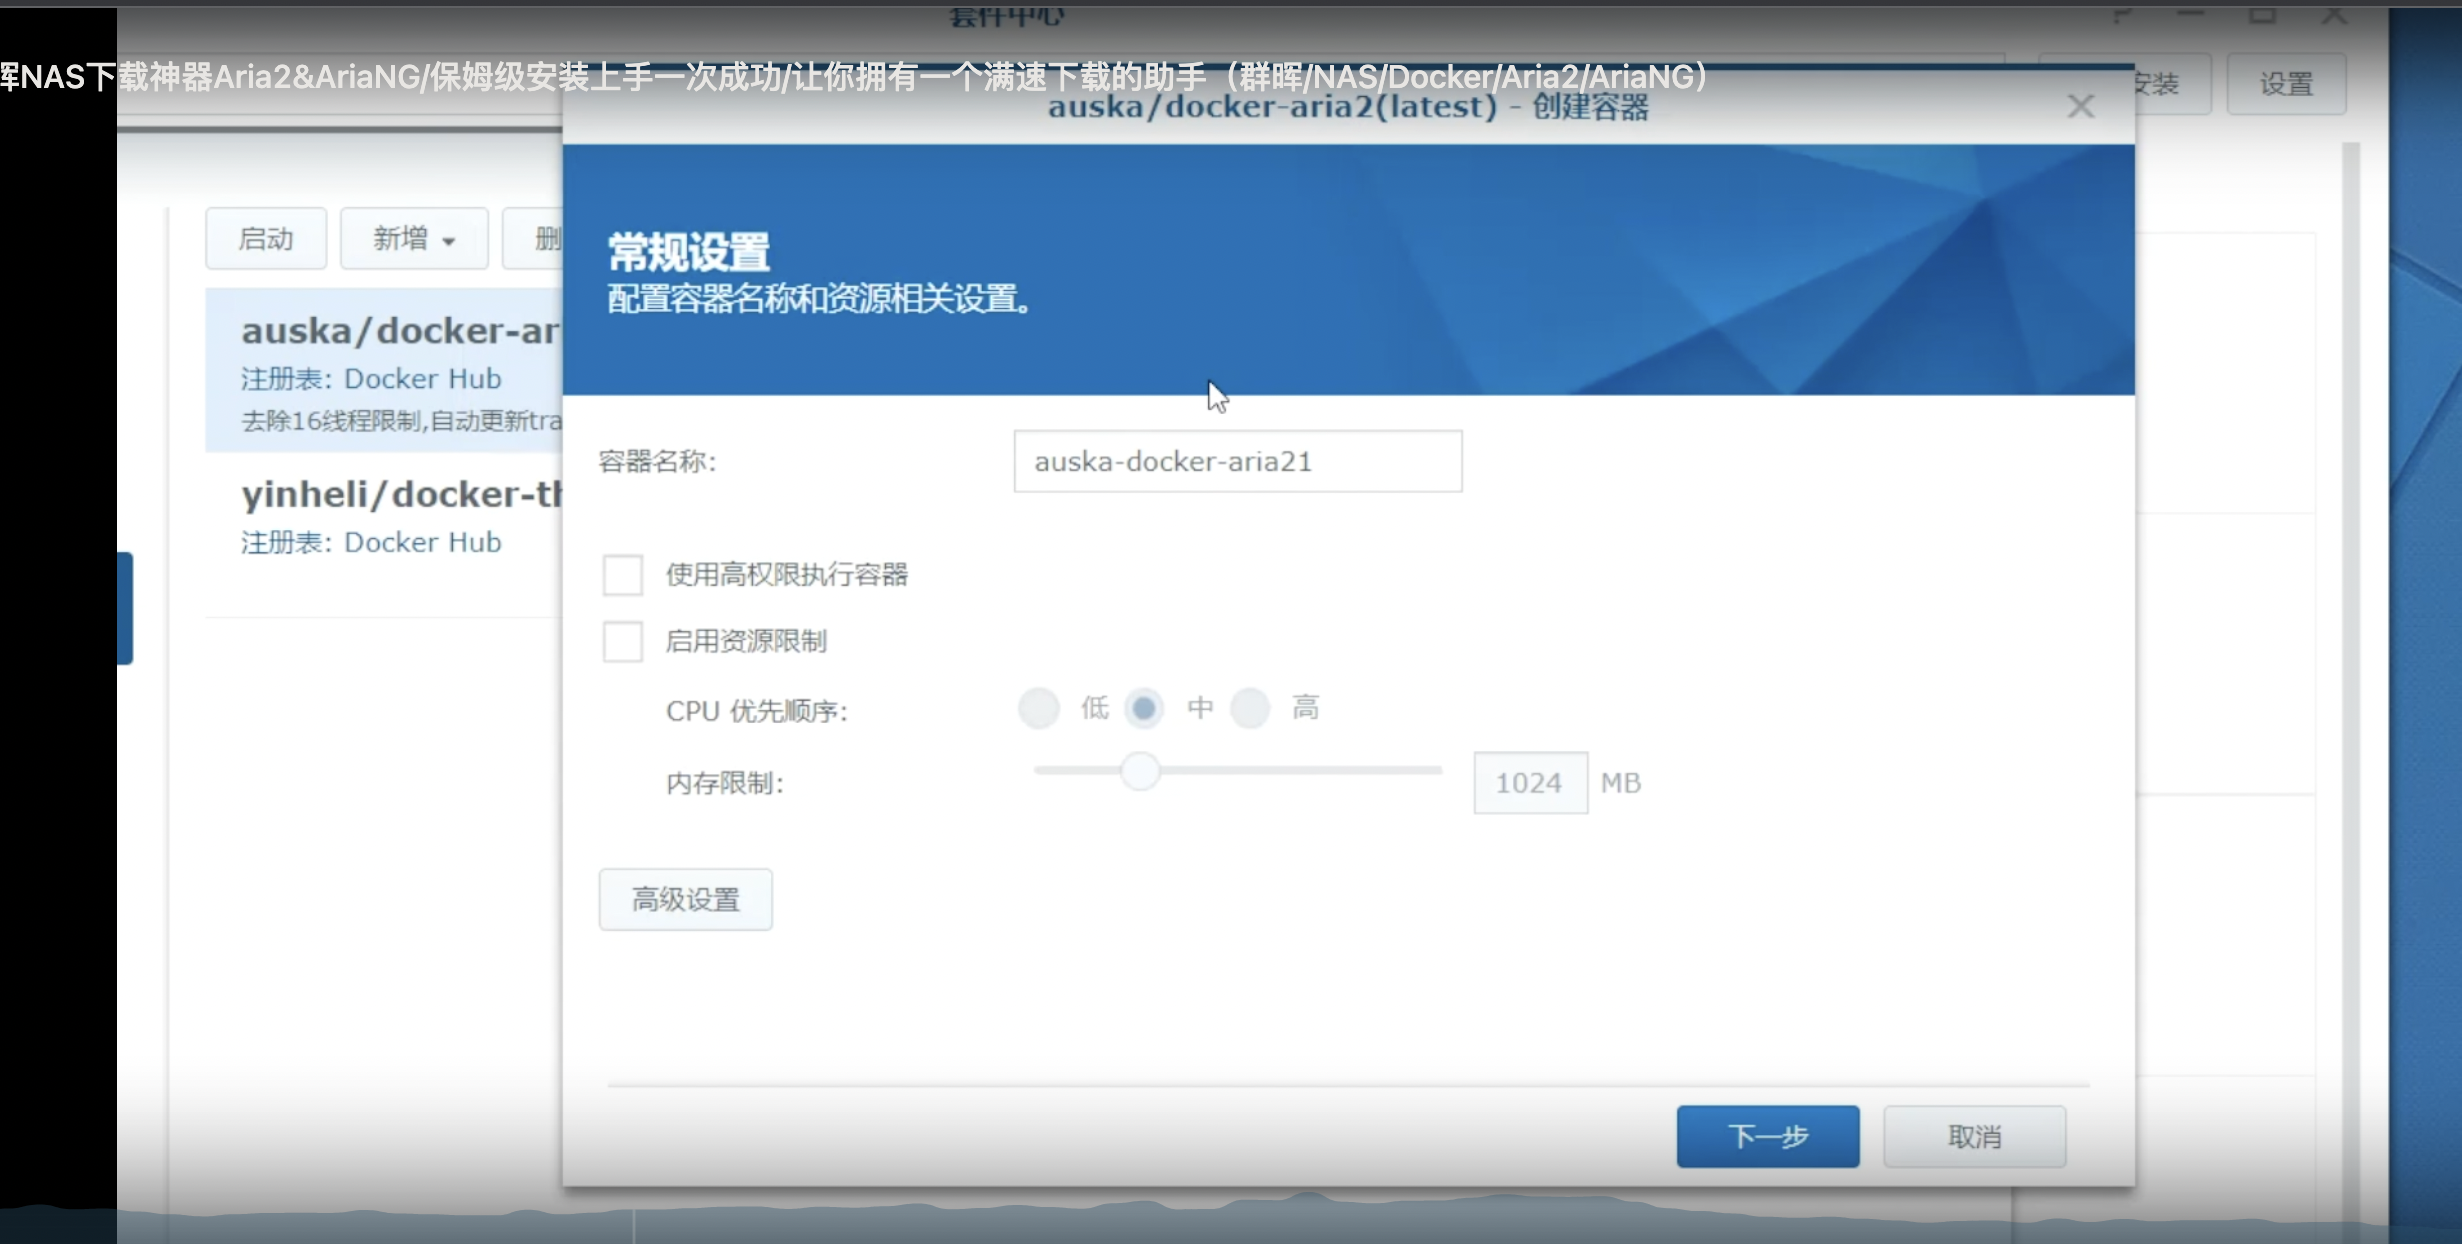 套件中心
晖NAS下载神器Aria2&AriaNG/保姆级安装上手一次成功/让你拥有一个满速下载的助手（群晖/NAS/Docker/Aria2/AriaNG）
安装
设置
auska/docker-aria2(latest) - 创建容器
启动
新增
删
常规设置
配置容器名称和资源相关设置。
auska/docker-ar
注册表: Docker Hub
去除16线程限制,自动更新tra
yinheli/docker-th
注册表: Docker Hub
容器名称:
auska-docker-aria21
使用高权限执行容器
启用资源限制
CPU 优先顺序:
低
中
高
内存限制:
1024
MB
高级设置
下一步
取消